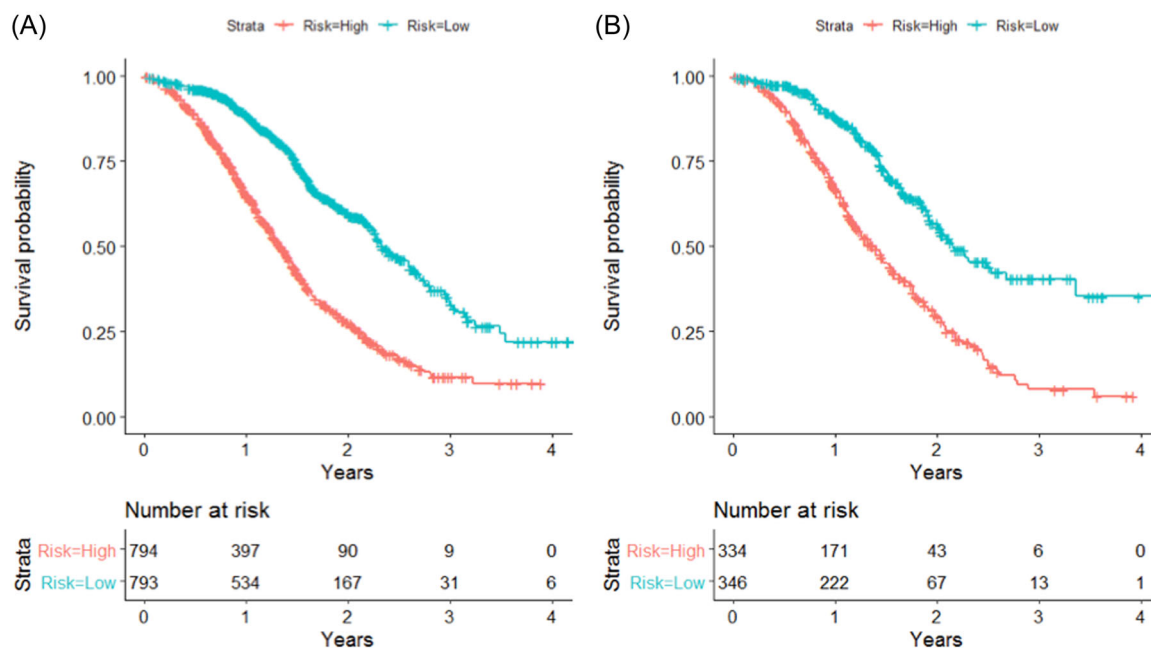 (A)
Strata Risk=High Risk=Low
1.00
0.75
0.50
0.25
0.00
Survival probability
0 1 2 3 4
Years
Number at risk
Strata
Risk=High 794 397 90 9 0
Risk=Low 793 534 167 31 6
0 1 2 3 4
Years
(B)
Strata Risk=High Risk=Low
1.00
0.75
0.50
0.25
0.00
Survival probability
0 1 2 3 4
Years
Number at risk
Strata
Risk=High 334 171 43 6 0
Risk=Low 346 222 67 13 1
0 1 2 3 4
Years